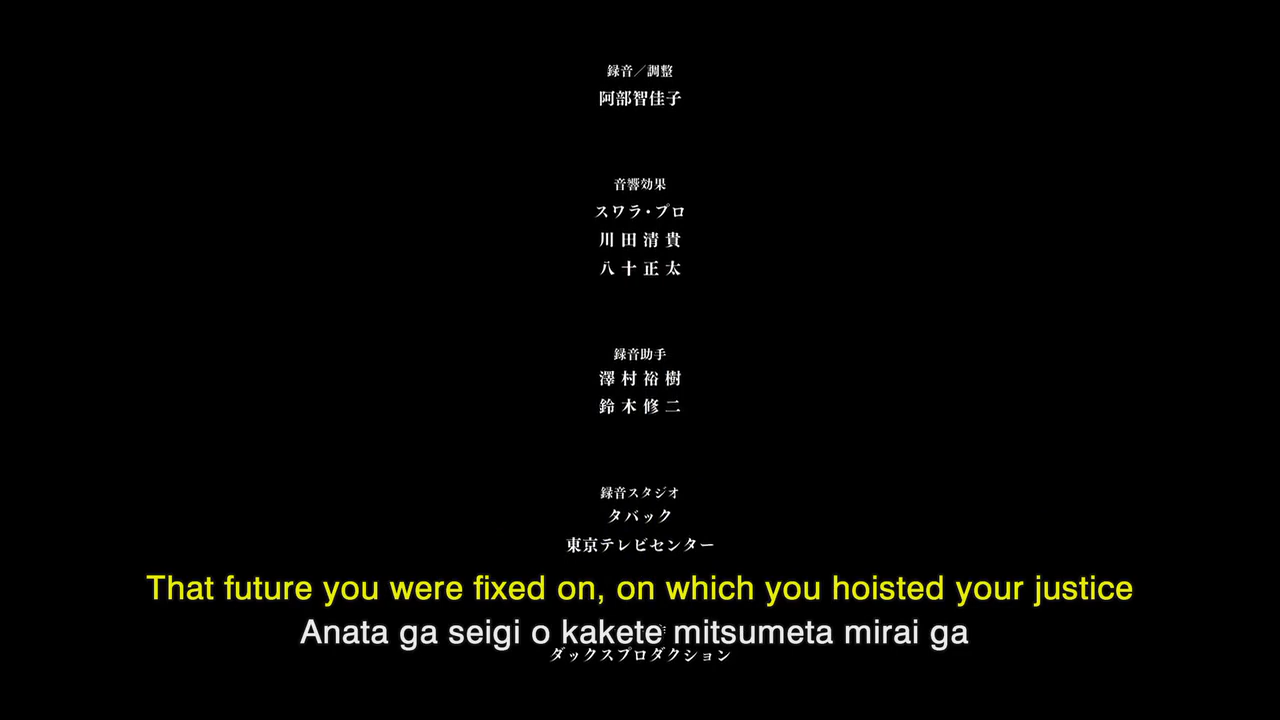 録音／調整
阿部智佳子
音響効果
スワラ・プロ
川田清貴
八十正太
録音助手
澤村裕樹
鈴木修二
録音スタジオ
タバック
東京テレビセンター
That future you were fixed on, on which you hoisted your justice
Anata ga seigi o kakete mitsumeta mirai ga
ダックスプロダクション